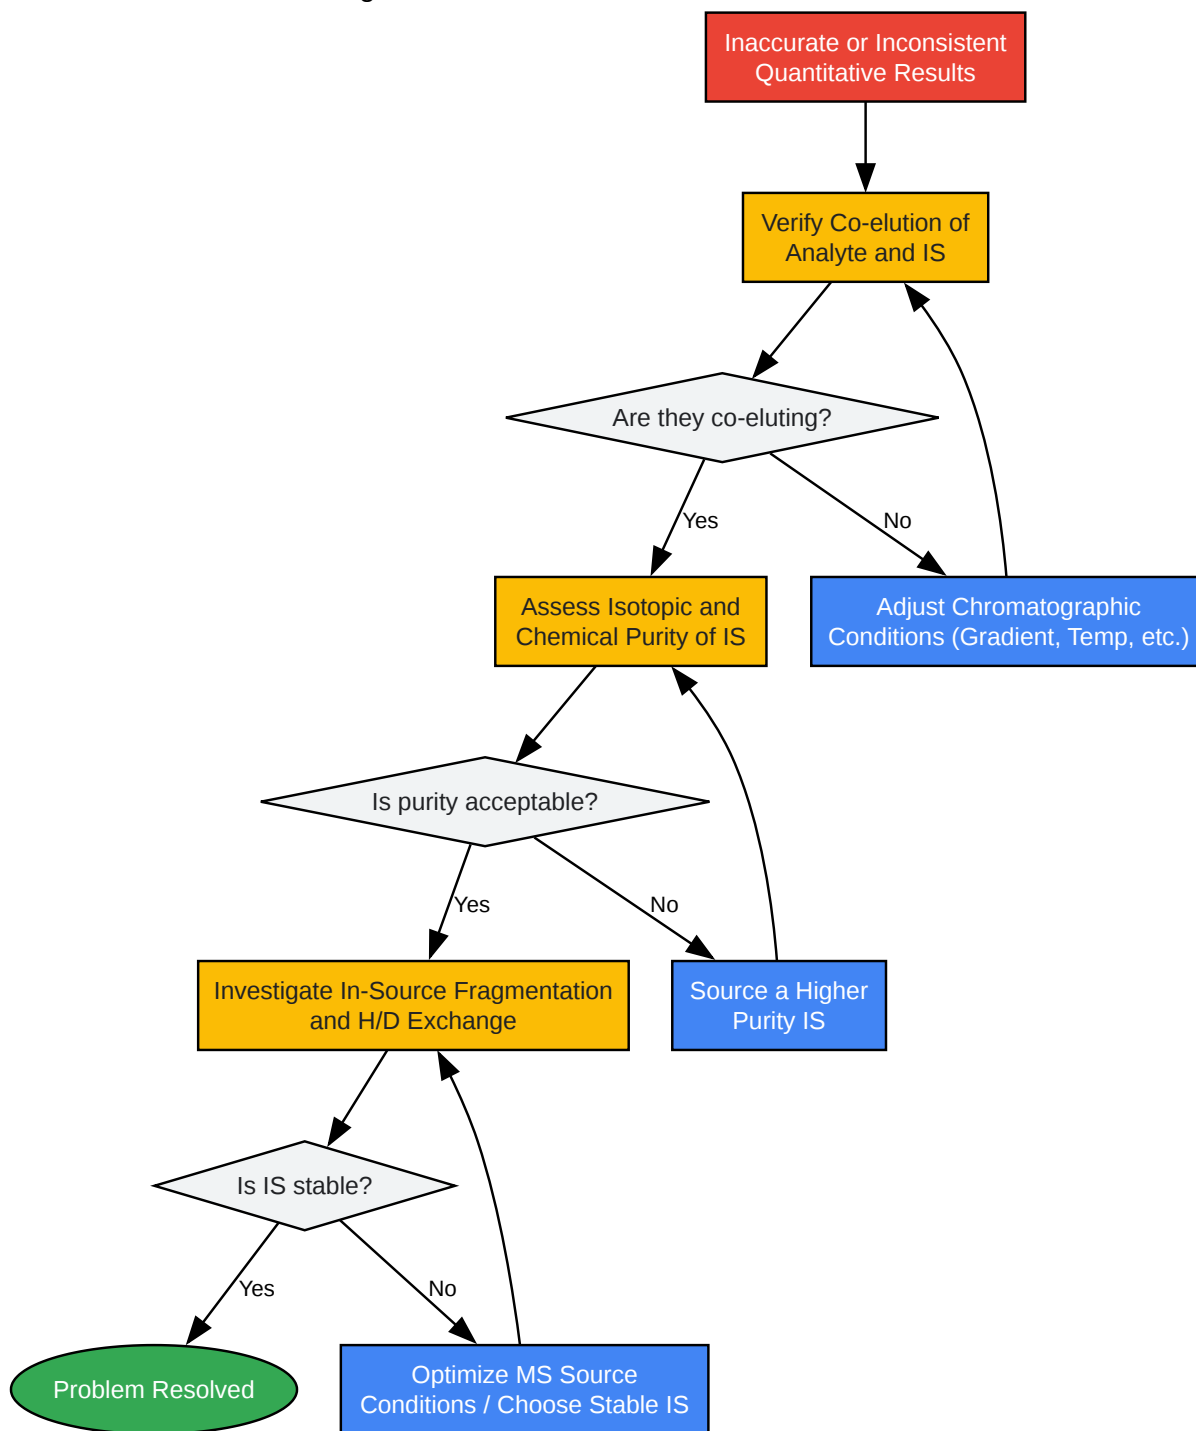 Inaccurate or Inconsistent
Quantitative Results
Verify Co-elution of
Analyte and IS
Are they co-eluting?
Yes
No
Assess Isotopic and
Chemical Purity of IS
Adjust Chromatographic
Conditions (Gradient, Temp, etc.)
Is purity acceptable?
Yes
No
Investigate In-Source Fragmentation
and H/D Exchange
Source a Higher
Purity IS
Is IS stable?
Yes
No
Problem Resolved
Optimize MS Source
Conditions / Choose Stable IS